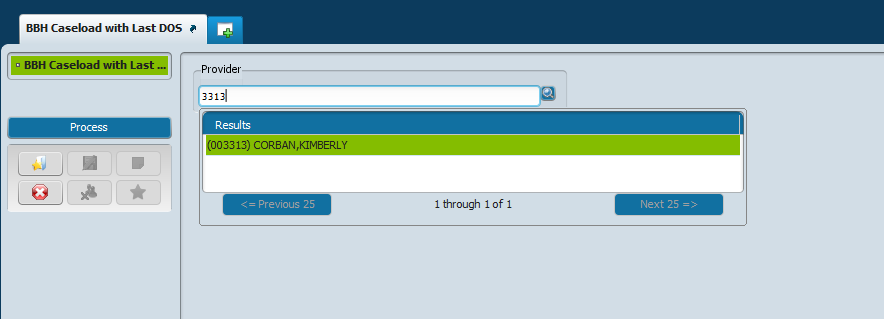 BBH Caseload with Last DOS
BBH Caseload with Last ...
Process
Provider
3313
Results
(003313) CORBAN,KIMBERLY
<= Previous 25
1 through 1 of 1
Next 25 =>